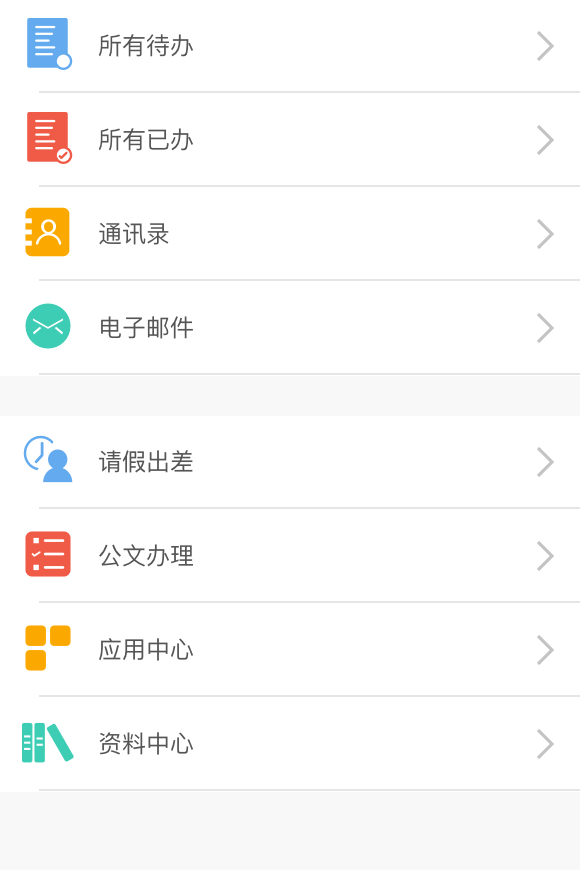 所有待办
所有已办
通讯录
电子邮件
请假出差
公文办理
应用中心
资料中心